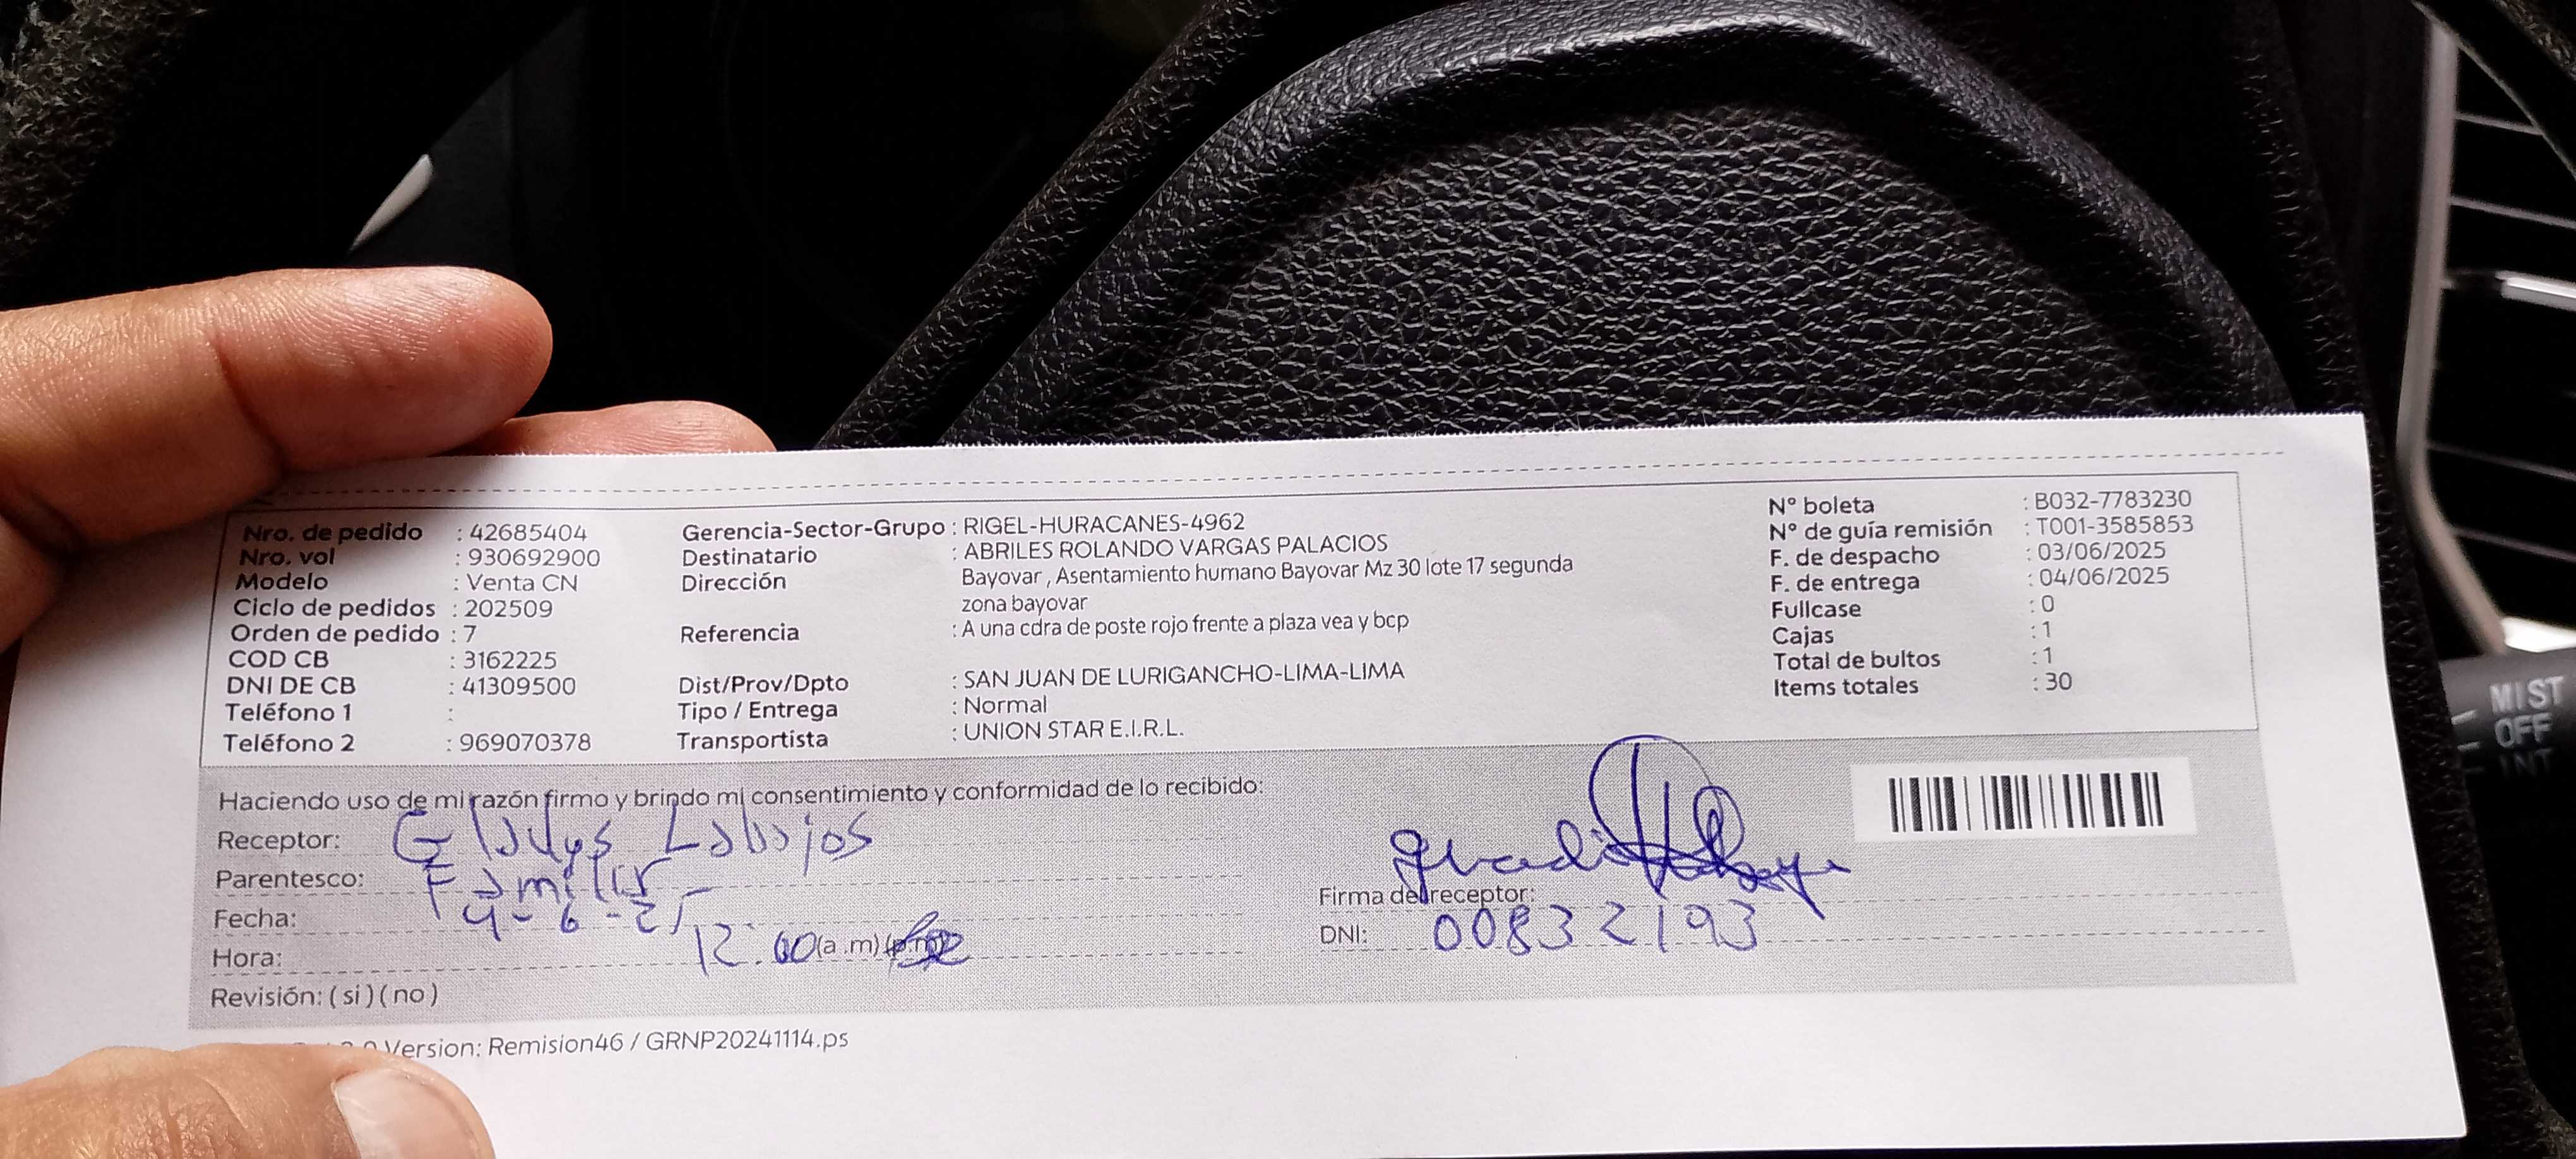 Nro. de pedido : 42685404
Nro. vol : 930692900
Modelo : Venta CN
Ciclo de pedidos : 202509
Orden de pedido : 7
COD CB : 3162225
DNI DE CB : 41309500
Teléfono 1 :
Teléfono 2 : 969070378
Gerencia-Sector-Grupo : RIGEL-HURACANES-4962
Destinatario : ABRILES ROLANDO VARGAS PALACIOS
Dirección Bayovar , Asentamiento humano Bayovar Mz 30 lote 17 segunda
zona bayovar
Referencia : A una cdra de poste rojo frente a plaza vea y bcp
Dist/Prov/Dpto : SAN JUAN DE LURIGANCHO-LIMA-LIMA
Tipo / Entrega : Normal
Transportista : UNION STAR E.I.R.L.
N° boleta : B032-7783230
N° de guía remisión : T001-3585853
F. de despacho : 03/06/2025
F. de entrega : 04/06/2025
Fullcase : 0
Cajas : 1
Total de bultos : 1
Items totales : 30
Haciendo uso de mi razón firmo y brindo mi consentimiento y conformidad de lo recibido:
Receptor: Gladys
Parentesco:
Fecha: 4-6-25
Hora: 12.00 (a.m) (p.m)
Revisión: ( si ) ( no )
Firma del receptor:
DNI: 00832193
Version: Remision46 / GRNP20241114.ps
MIST
OFF
INT